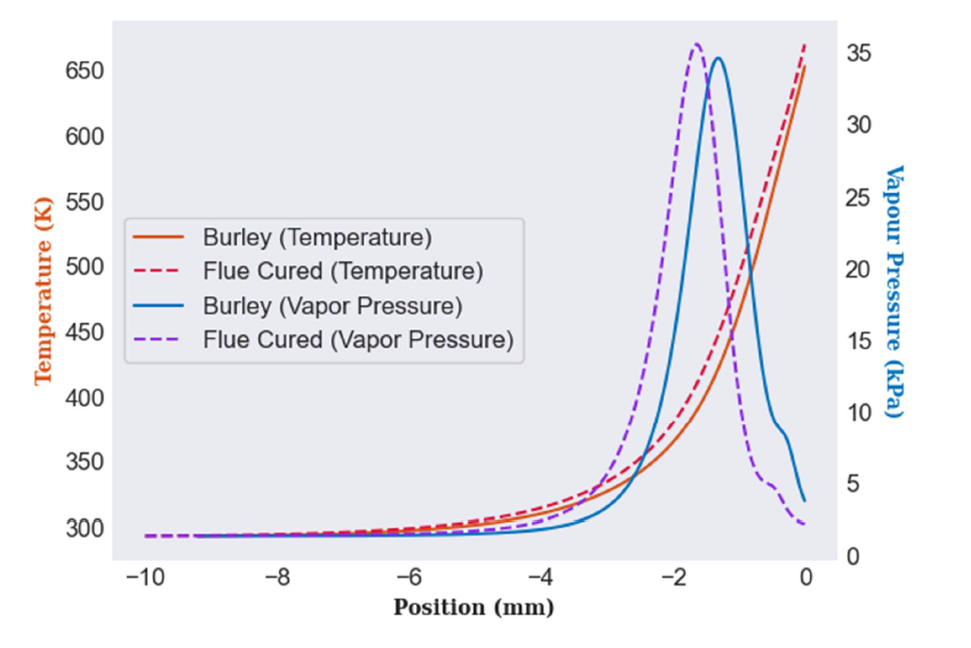 650
600
550
500
450
400
350
300
Temperature (K)
Burley (Temperature)
Flue Cured (Temperature)
Burley (Vapor Pressure)
Flue Cured (Vapor Pressure)
35
30
25
20
15
10
5
0
Vapour Pressure (kPa)
−10 −8 −6 −4 −2 0
Position (mm)